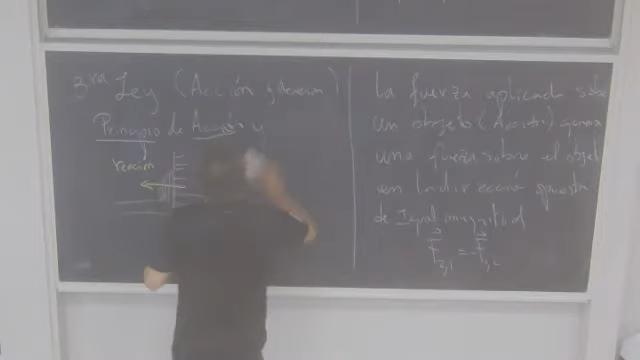 3ra Ley (Acción y Reacción)
Principio de Acción y
reacción
La fuerza aplicada sobre
un objeto (Acción) genera
una fuerza sobre el objeto
en la dirección opuesta
de Igual magnitud